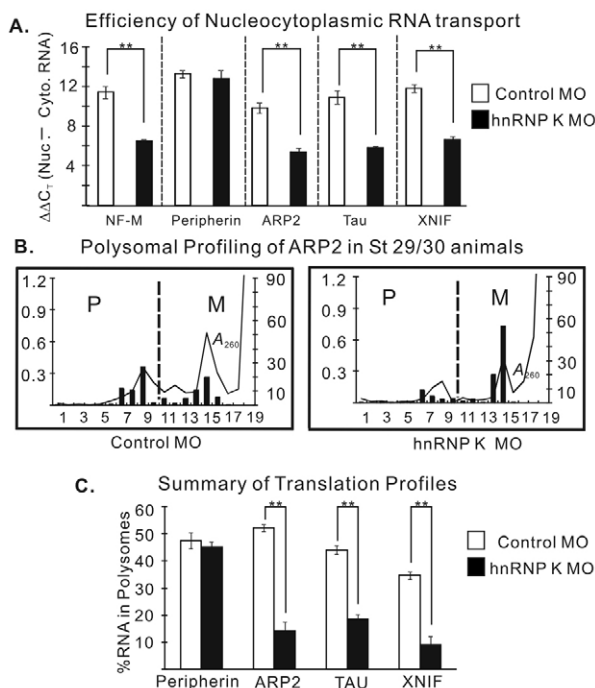 A. Efficiency of Nucleocytoplasmic RNA transport
ΔΔC_T (Nuc – Cyto. RNA)
16
12
8
4
**
**
**
**
Control MO
hnRNP K MO
NF-M Peripherin ARP2 Tau XNIF
B. Polysomal Profiling of ARP2 in St 29/30 animals
1.2
0.9
0.6
0.3
P M
A260
90
70
50
30
10
1 3 5 7 9 11 13 15 17 19
Control MO
1.2
0.9
0.6
0.3
P M
A260
90
70
50
30
10
1 3 5 7 9 11 13 15 17 19
hnRNP K MO
C. Summary of Translation Profiles
%RNA in Polysomes
60
50
40
30
20
10
**
**
**
Control MO
hnRNP K MO
Peripherin ARP2 TAU XNIF